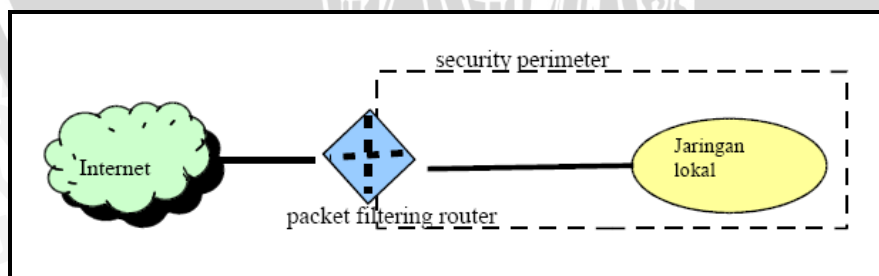 security perimeter
Internet
Jaringan
lokal
packet filtering router